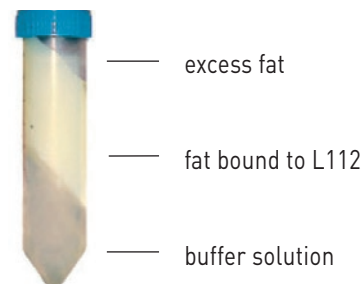 excess fat
fat bound to L112
buffer solution